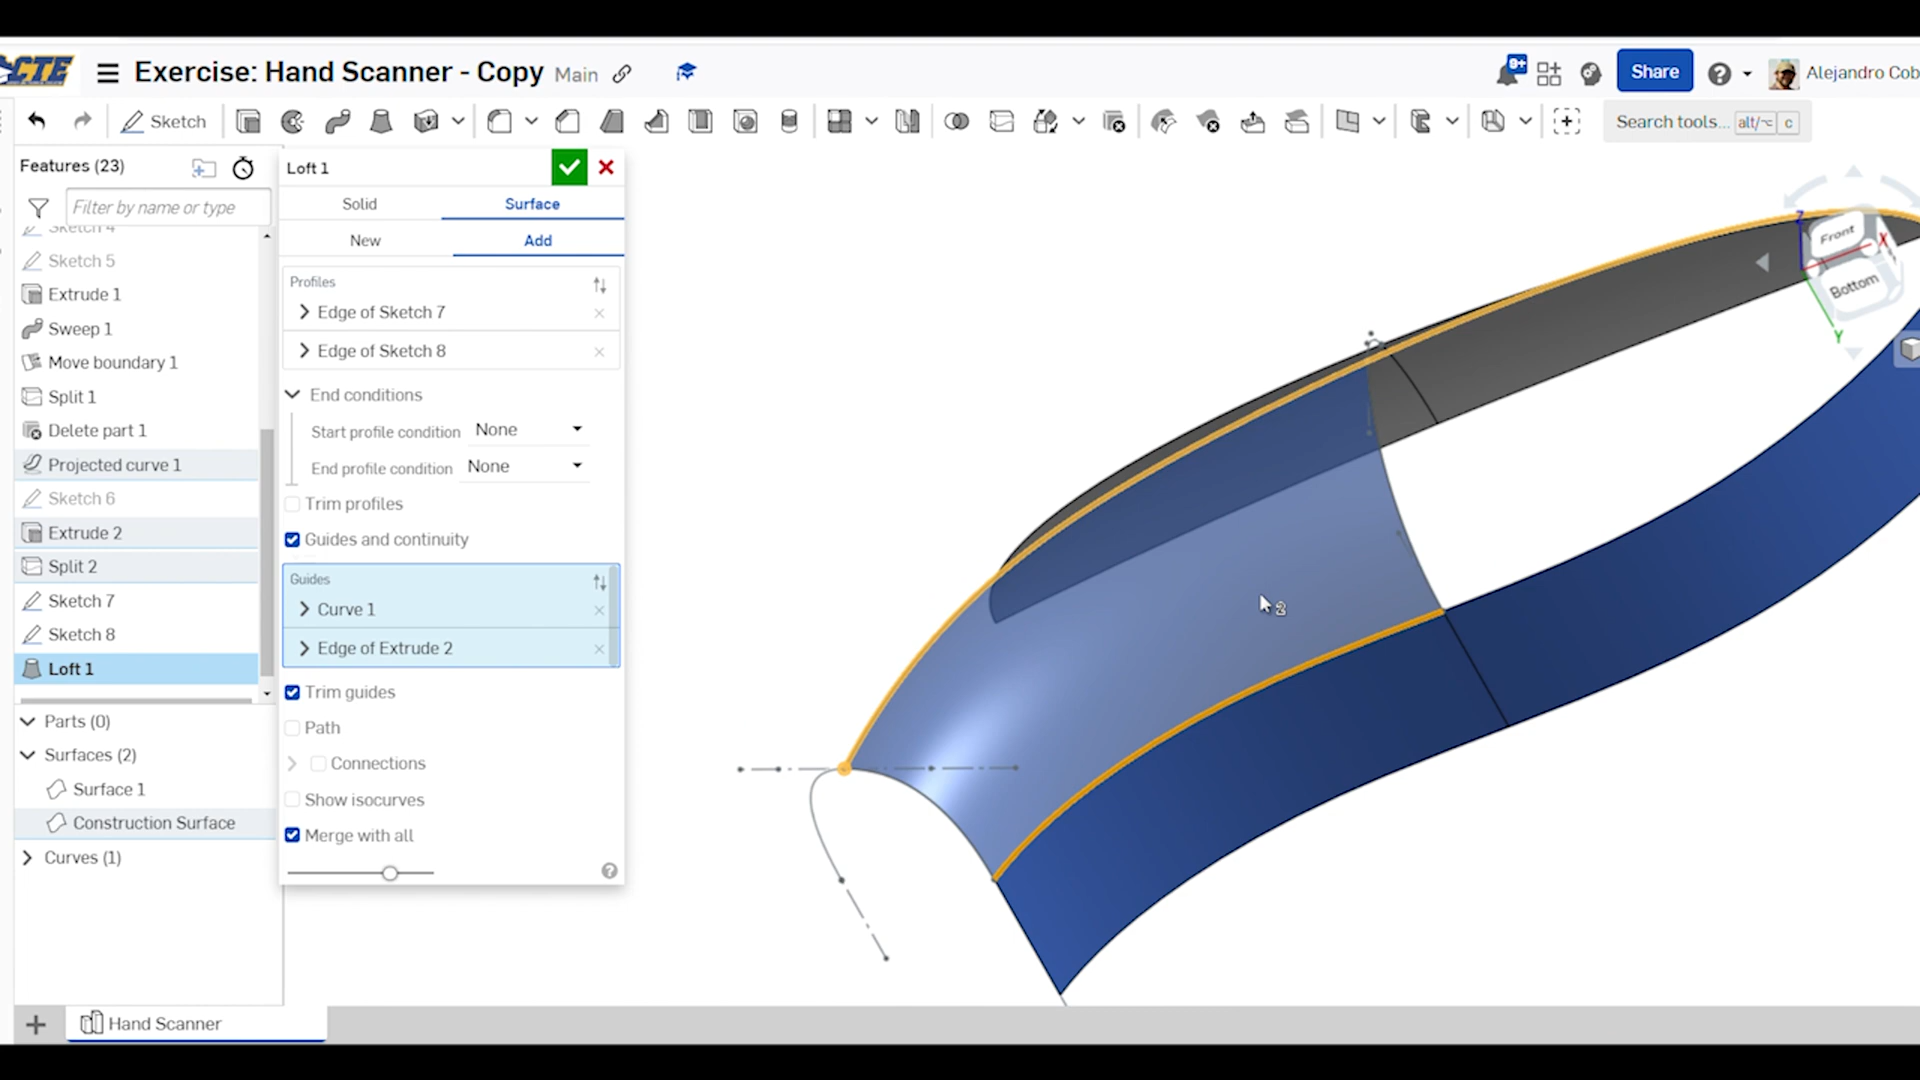 CTE
Exercise: Hand Scanner - Copy Main
9+
Share
Alejandro Cob
Sketch
Search tools... alt/⌥ c
Features (23)
Filter by name or type
Sketch 4
Sketch 5
Extrude 1
Sweep 1
Move boundary 1
Split 1
Delete part 1
Projected curve 1
Sketch 6
Extrude 2
Split 2
Sketch 7
Sketch 8
Loft 1
Parts (0)
Surfaces (2)
Surface 1
Construction Surface
Curves (1)
Loft 1
Solid
Surface
New
Add
Profiles
Edge of Sketch 7
Edge of Sketch 8
End conditions
Start profile condition None
End profile condition None
Trim profiles
Guides and continuity
Guides
Curve 1
Edge of Extrude 2
Trim guides
Path
Connections
Show isocurves
Merge with all
Z
Front
X
Bottom
Y
2
Hand Scanner